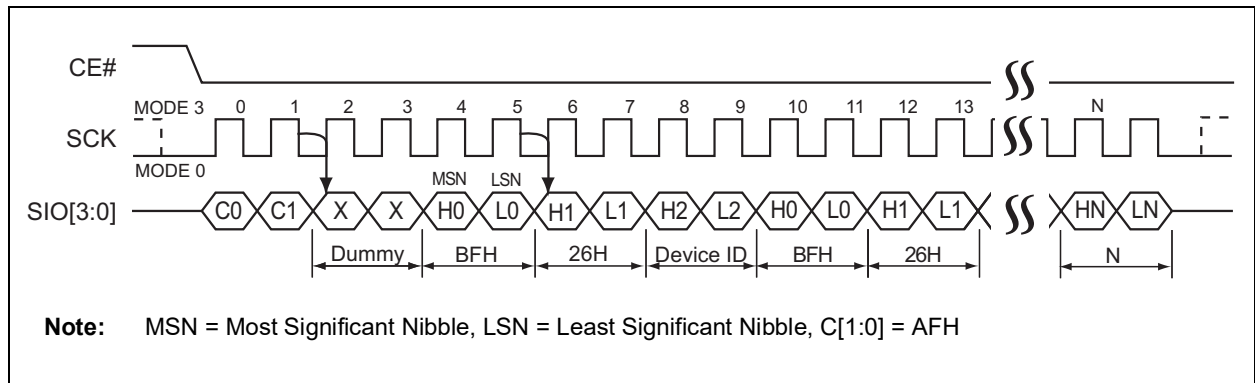 CE#
MODE 3 0 1 2 3 4 5 6 7 8 9 10 11 12 13 N
SCK
MODE 0
MSN LSN
SIO[3:0] C0 C1 X X H0 L0 H1 L1 H2 L2 H0 L0 H1 L1 HN LN
Dummy BFH 26H Device ID BFH 26H N
Note: MSN = Most Significant Nibble, LSN = Least Significant Nibble, C[1:0] = AFH